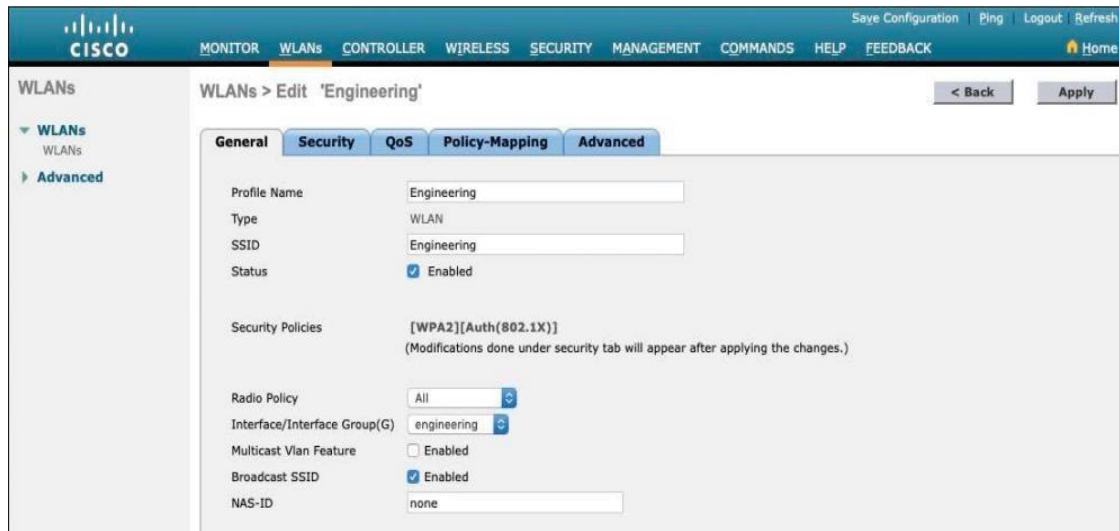 Save Configuration Ping Logout Refresh
CISCO MONITOR WLANs CONTROLLER WIRELESS SECURITY MANAGEMENT COMMANDS HELP FEEDBACK Home
WLANs
WLANs
WLANs
Advanced
WLANs > Edit 'Engineering'
< Back Apply
General Security QoS Policy-Mapping Advanced
Profile Name Engineering
Type WLAN
SSID Engineering
Status Enabled
Security Policies [WPA2][Auth(802.1X)]
(Modifications done under security tab will appear after applying the changes.)
Radio Policy All
Interface/Interface Group(G) engineering
Multicast Vlan Feature Enabled
Broadcast SSID Enabled
NAS-ID none